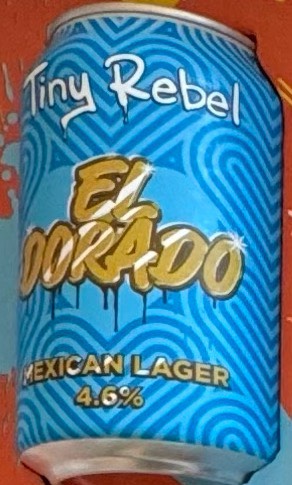 Tiny Rebel
EL
DORADO
MEXICAN LAGER
4.6%